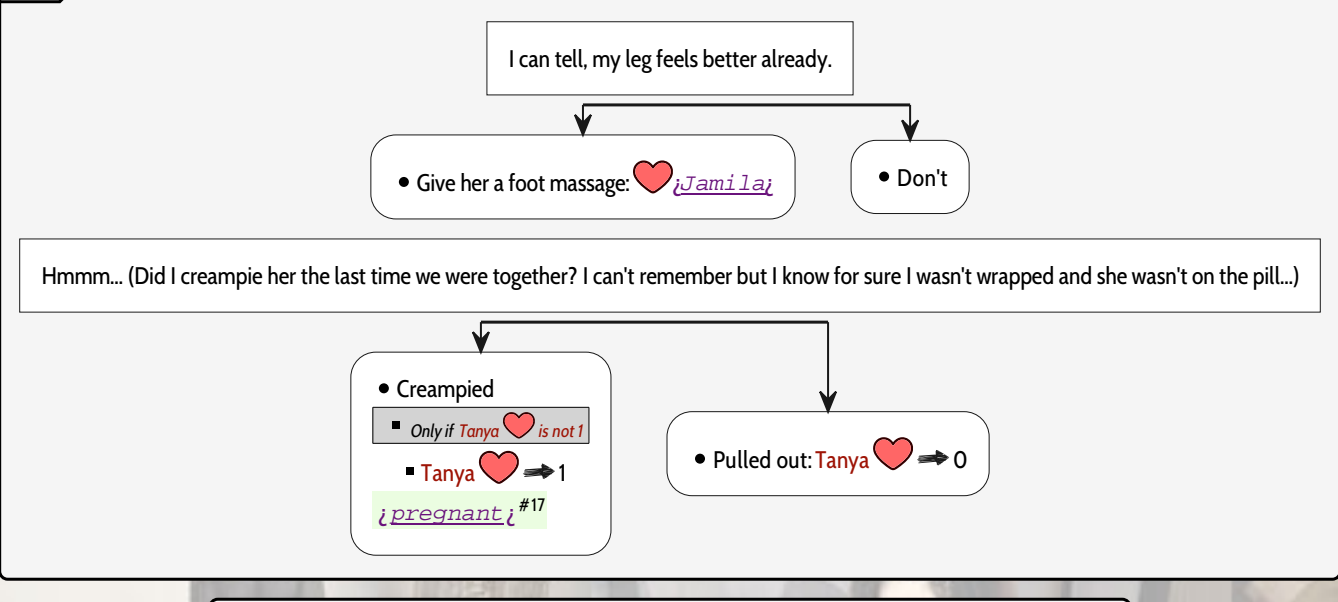 I can tell, my leg feels better already.
Give her a foot massage: ¿Jamila¿
Don't
Hmmm... (Did I creampie her the last time we were together? I can't remember but I know for sure I wasn't wrapped and she wasn't on the pill...)
Creampied
Only if Tanya is not 1
Tanya 1
¿pregnant¿#17
Pulled out: Tanya 0